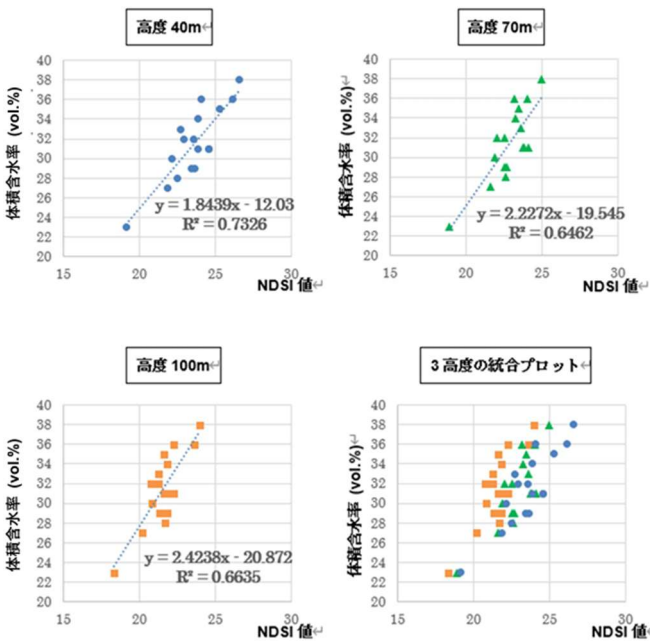 高度 40m↵
体積含水率 (vol.%)
40
38
36
34
32
30
28
26
24
22
20
y = 1.8439x - 12.03
R² = 0.7326
15 20 25 30
NDSI 値↵
高度 70m↵
体積含水率 (vol.%)↵
40
38
36
34
32
30
28
26
24
22
20
y = 2.2272x - 19.545
R² = 0.6462
15 20 25 30
NDSI 値↵
高度 100m↵
体積含水率 (vol.%)
40
38
36
34
32
30
28
26
24
22
20
y = 2.4238x - 20.872
R² = 0.6635
15 20 25 30
NDSI 値↵
3 高度の統合プロット↵
体積含水率 (vol.%)↵
40
38
36
34
32
30
28
26
24
22
20
15 20 25 30
NDSI 値↵